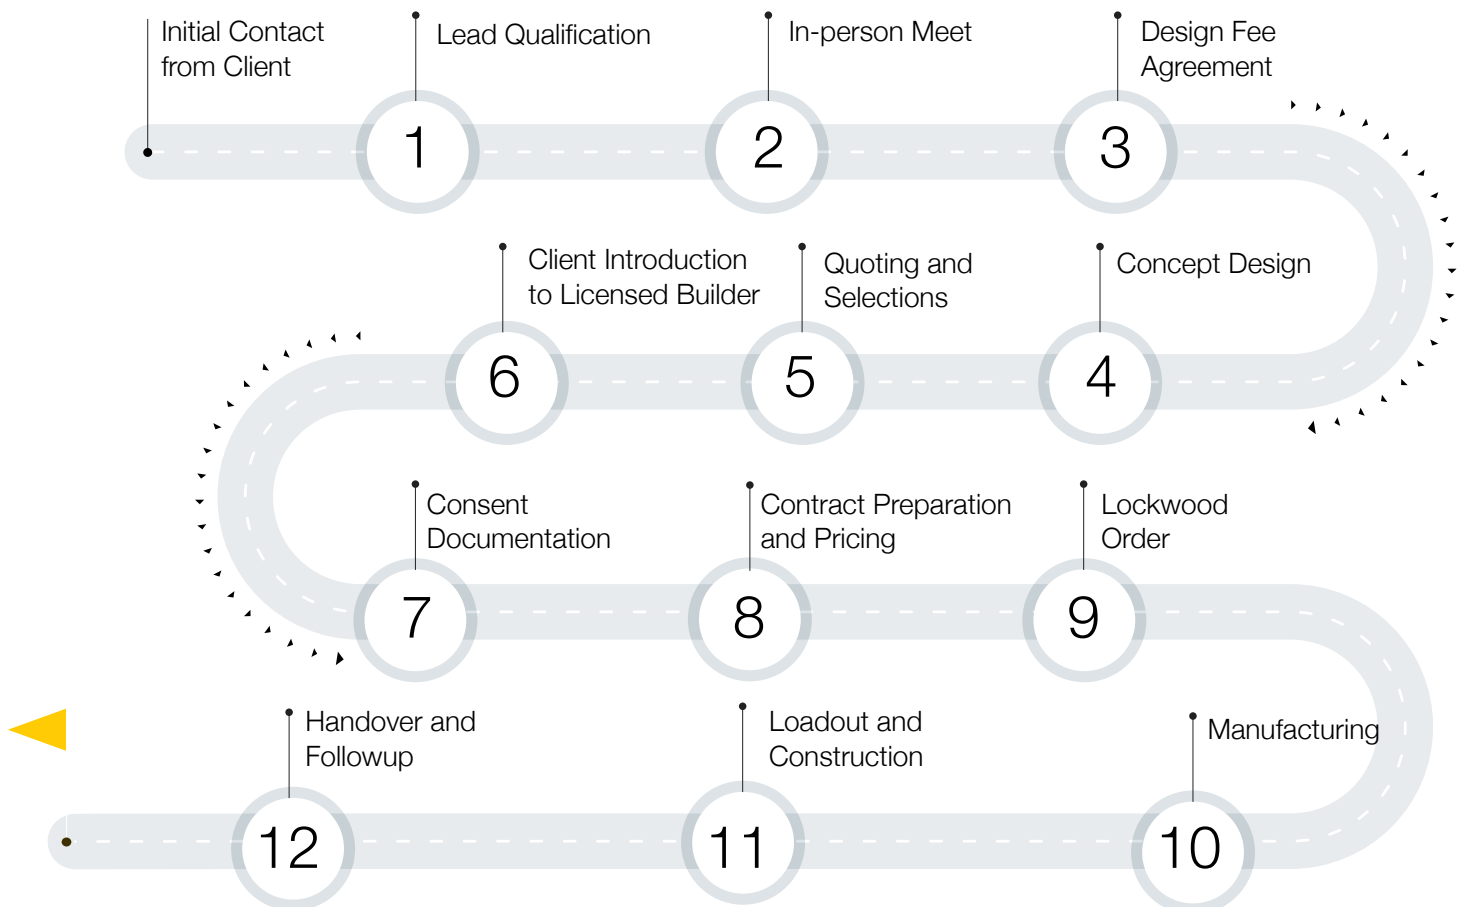 Initial Contact
from Client
Lead Qualification
In-person Meet
Design Fee
Agreement
1
2
3
Client Introduction
to Licensed Builder
Quoting and
Selections
Concept Design
6
5
4
Consent
Documentation
Contract Preparation
and Pricing
Lockwood
Order
7
8
9
Handover and
Followup
Loadout and
Construction
Manufacturing
12
11
10